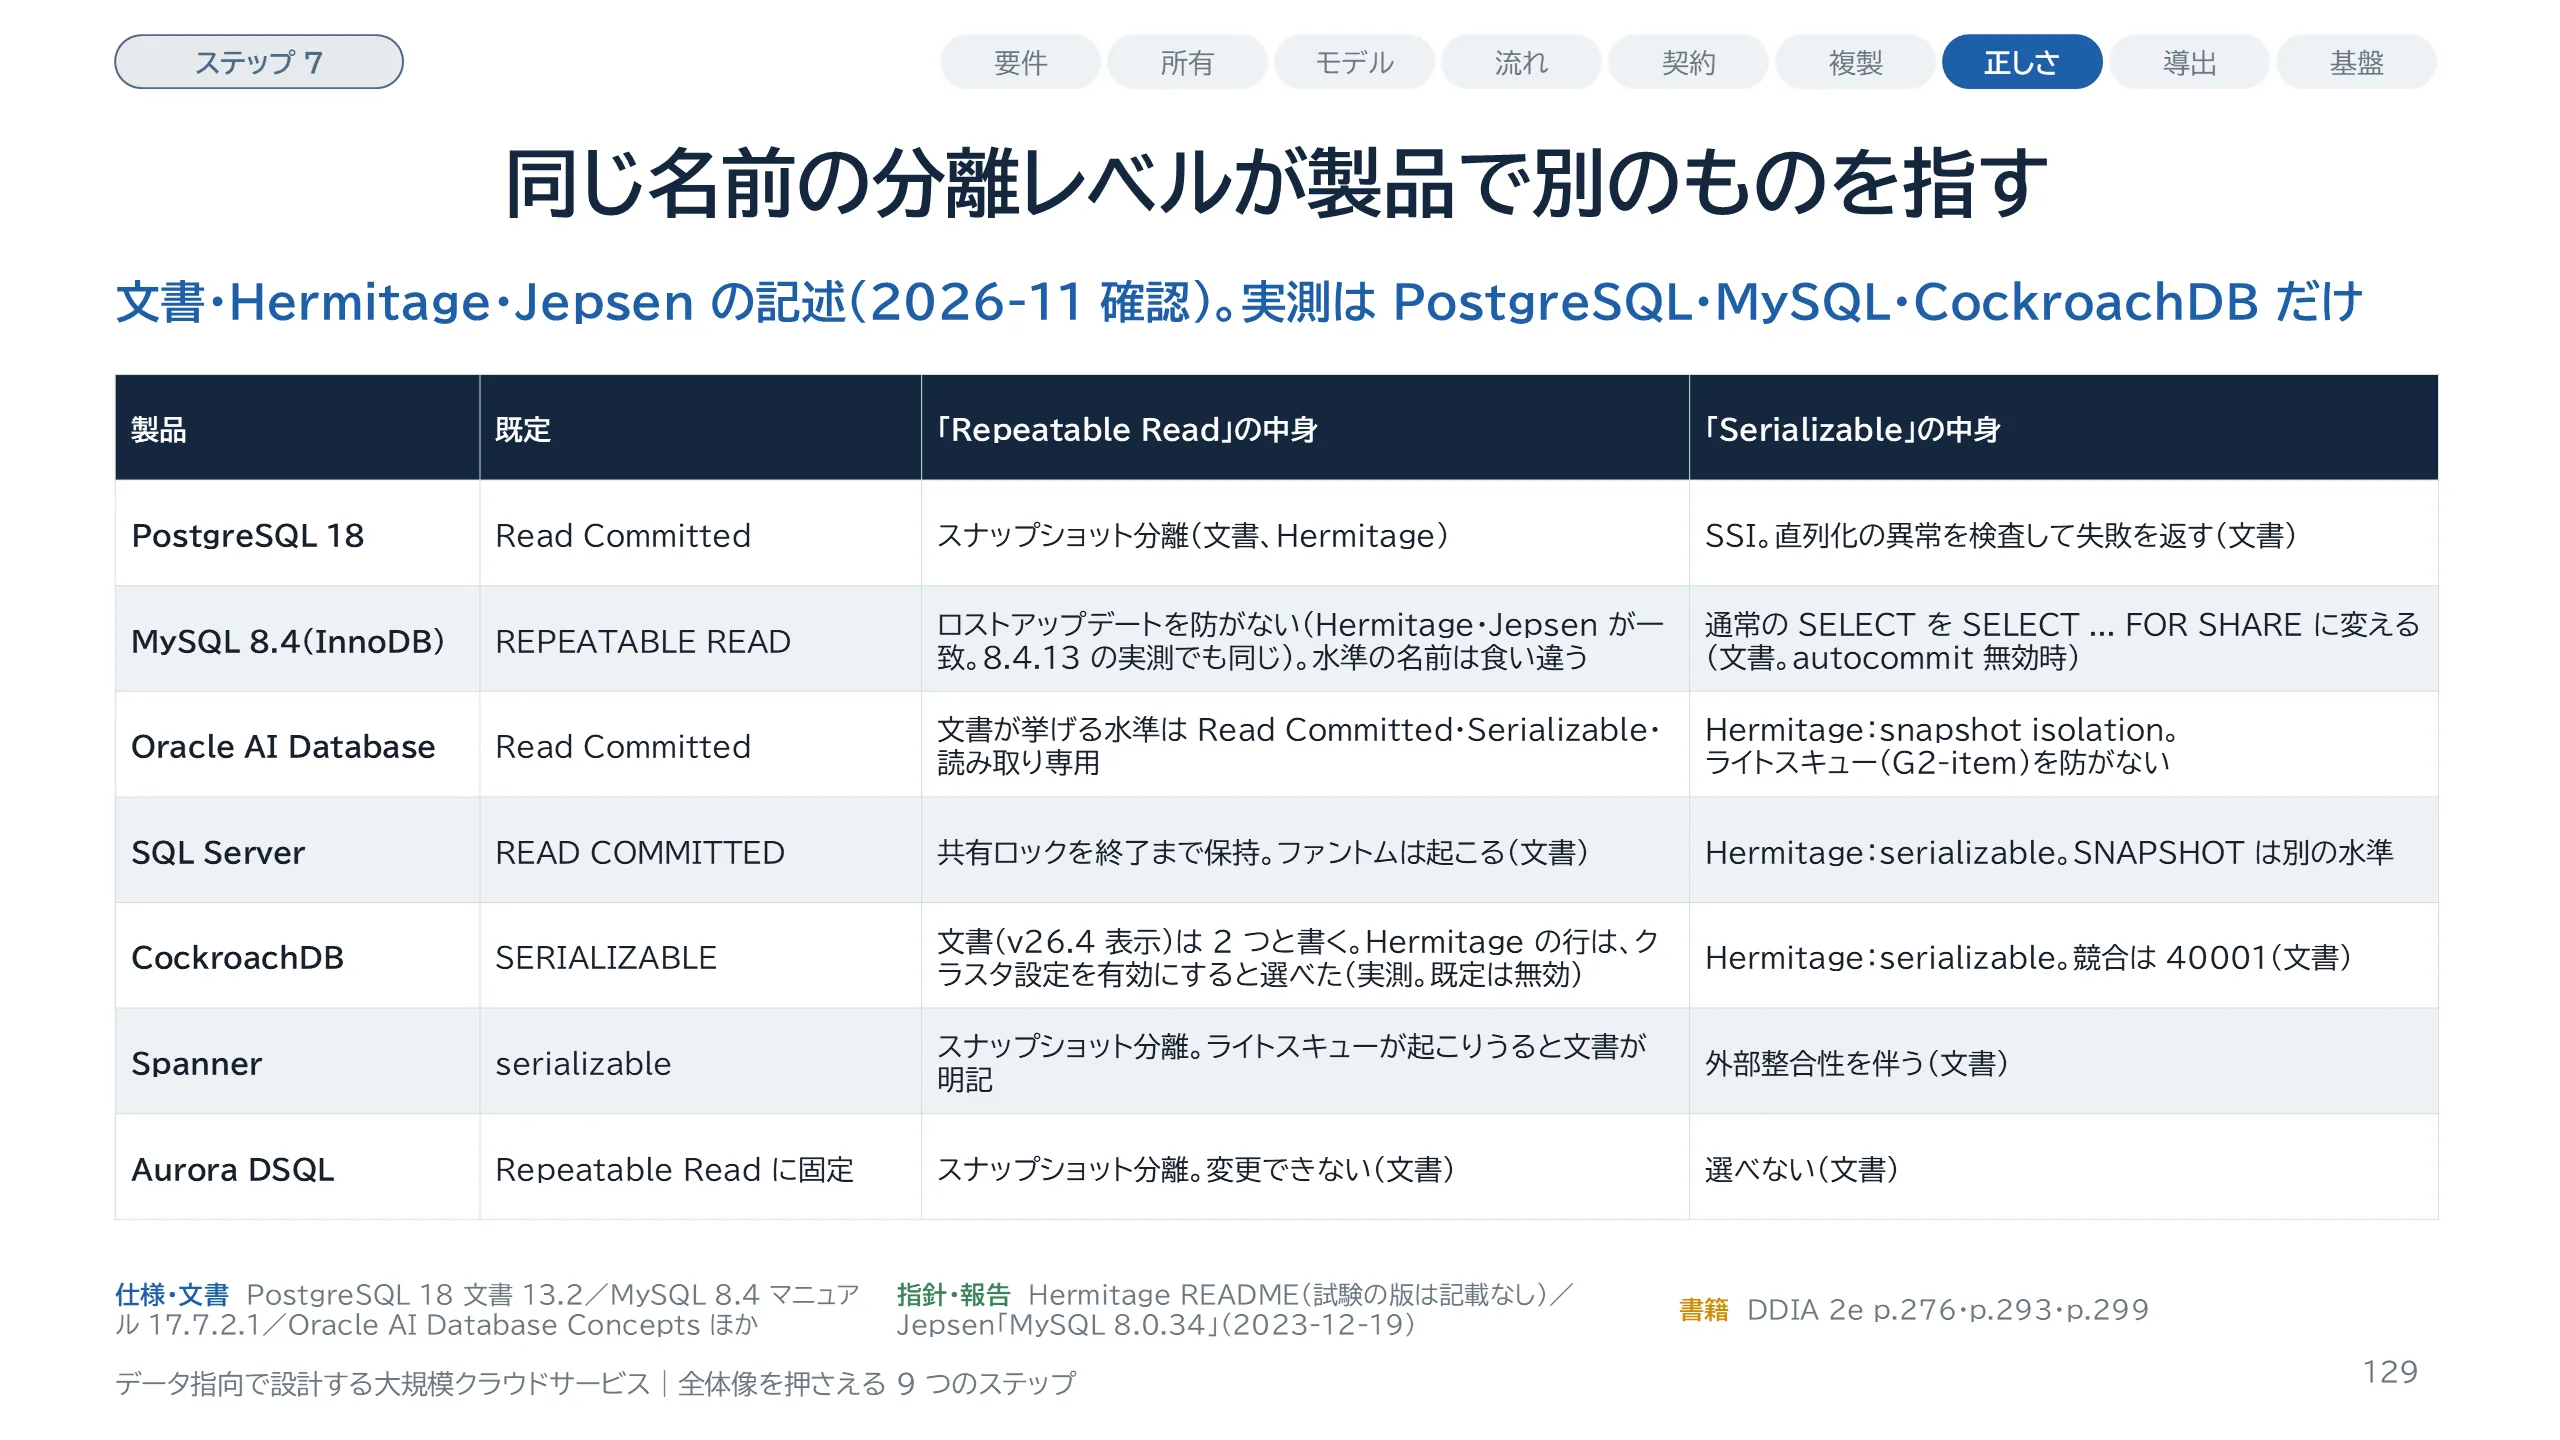 ステップ 7
要件
所有
モデル
流れ
契約
複製
正しさ
導出
基盤
同じ名前の分離レベルが製品で別のものを指す
文書・Hermitage・Jepsen の記述（2026-11 確認）。実測は PostgreSQL・MySQL・CockroachDB だけ
製品
既定
「Repeatable Read」の中身
「Serializable」の中身
PostgreSQL 18
Read Committed
スナップショット分離（文書、Hermitage）
SSI。直列化の異常を検査して失敗を返す（文書）
MySQL 8.4（InnoDB）
REPEATABLE READ
ロストアップデートを防がない（Hermitage・Jepsen が一
致。8.4.13 の実測でも同じ）。水準の名前は食い違う
通常の SELECT を SELECT ... FOR SHARE に変える
（文書。autocommit 無効時）
Oracle AI Database
Read Committed
文書が挙げる水準は Read Committed・Serializable・
読み取り専用
Hermitage：snapshot isolation。
ライトスキュー（G2-item）を防がない
SQL Server
READ COMMITTED
共有ロックを終了まで保持。ファントムは起こる（文書）
Hermitage：serializable。SNAPSHOT は別の水準
CockroachDB
SERIALIZABLE
文書（v26.4 表示）は 2 つと書く。Hermitage の行は、ク
ラスタ設定を有効にすると選べた（実測。既定は無効）
Hermitage：serializable。競合は 40001（文書）
Spanner
serializable
スナップショット分離。ライトスキューが起こりうると文書が
明記
外部整合性を伴う（文書）
Aurora DSQL
Repeatable Read に固定
スナップショット分離。変更できない（文書）
選べない（文書）
仕様・文書 PostgreSQL 18 文書 13.2／MySQL 8.4 マニュア
ル 17.7.2.1／Oracle AI Database Concepts ほか
指針・報告 Hermitage README（試験の版は記載なし）／
Jepsen「MySQL 8.0.34」（2023-12-19）
書籍 DDIA 2e p.276・p.293・p.299
データ指向で設計する大規模クラウドサービス｜全体像を押さえる 9 つのステップ
129